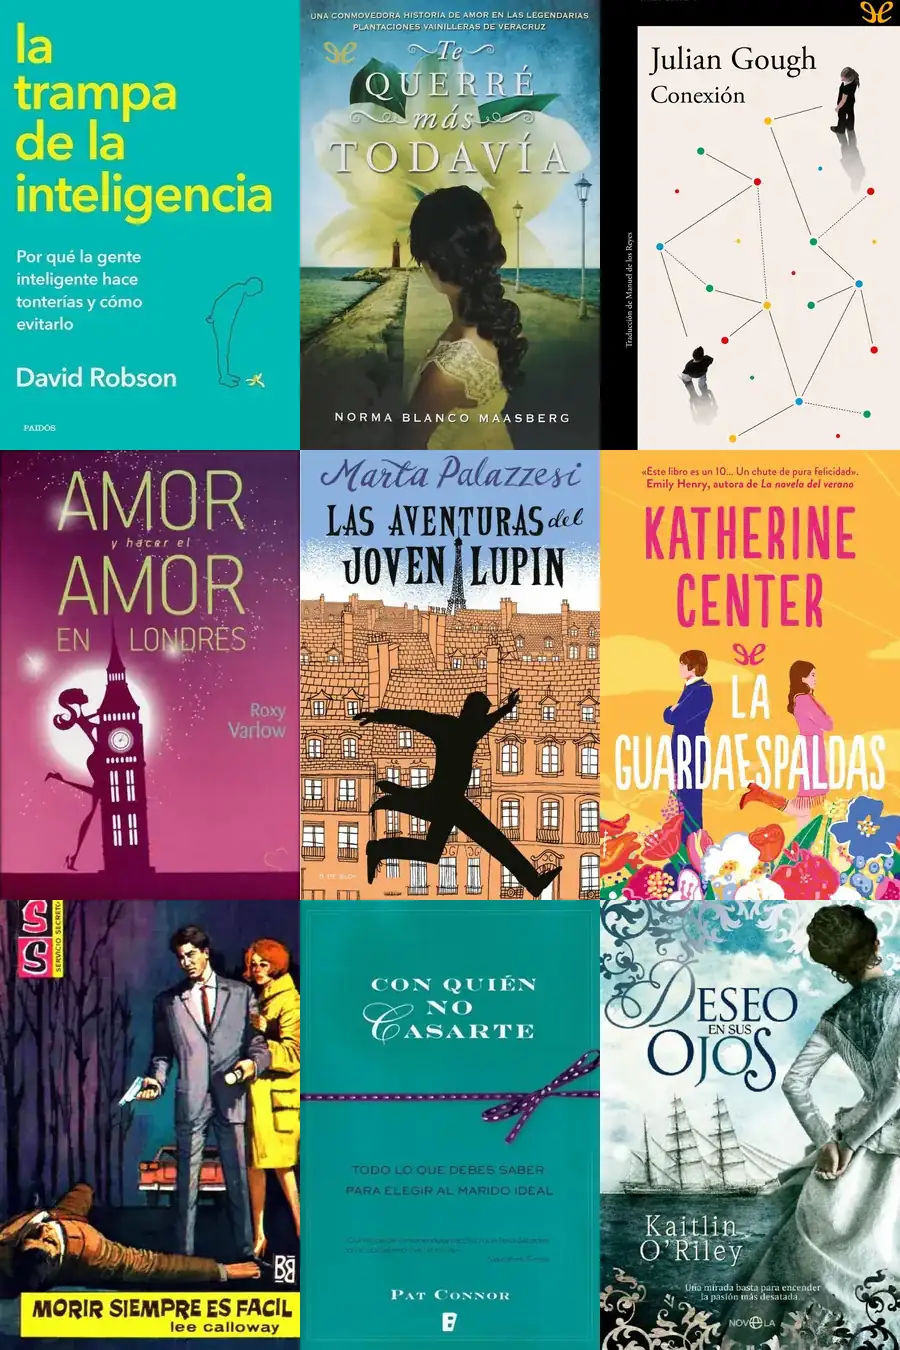 la
trampa
de la
inteligencia
Por qué la gente
inteligente hace
tonterías y cómo
evitarlo
David Robson
PAIDÓS
UNA CONMOVEDORA HISTORIA DE AMOR EN LAS LEGENDARIAS
PLANTACIONES VAINILLERAS DE VERACRUZ
Te
QUERRÉ
más
TODAVÍA
NORMA BLANCO MAASBERG
Julian Gough
Conexión
Traducción de Manuel de los Reyes
AMOR
y hacer el
AMOR
EN LONDRES
Roxy
Varlow
Marta Palazzesi
LAS AVENTURAS del
JOVEN LUPIN
«Este libro es un 10... Un chute de pura felicidad».
Emily Henry, autora de La novela del verano
KATHERINE
CENTER
LA
GUARDAESPALDAS
SS
SERVICIO SECRETO
MORIR SIEMPRE ES FACIL
lee calloway
CON QUIÉN
NO
CASARTE
TODO LO QUE DEBES SABER
PARA ELEGIR AL MARIDO IDEAL
PAT CONNOR
B
DESEO
EN SUS
OJOS
Kaitlin
O'Riley
Una mirada basta para encender
la pasión más desatada...
NOVELA